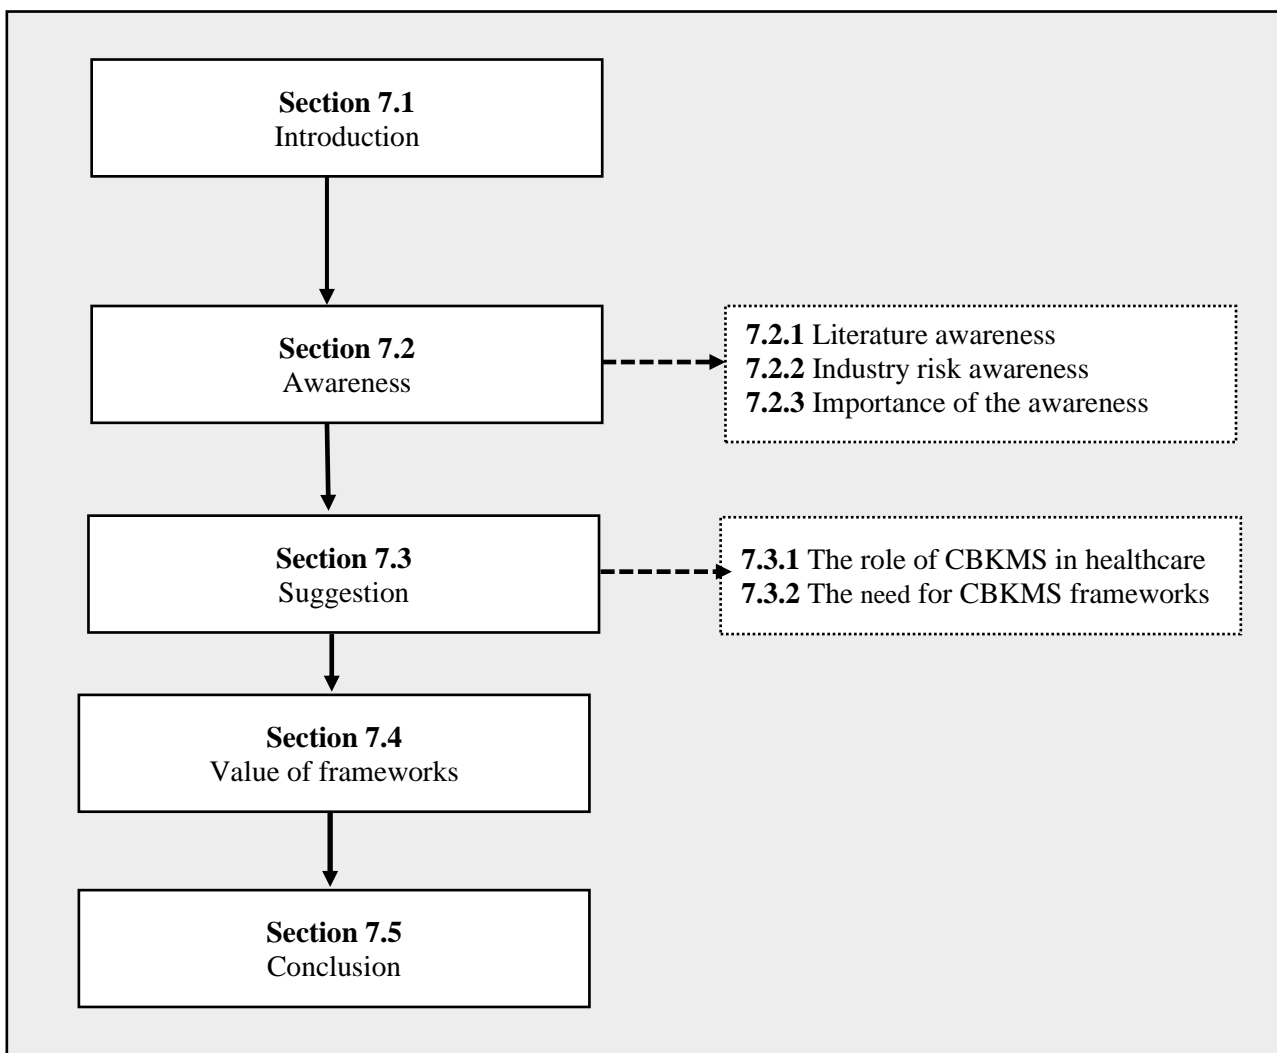 Section 7.1
Introduction
Section 7.2
Awareness
7.2.1 Literature awareness
7.2.2 Industry risk awareness
7.2.3 Importance of the awareness
Section 7.3
Suggestion
7.3.1 The role of CBKMS in healthcare
7.3.2 The need for CBKMS frameworks
Section 7.4
Value of frameworks
Section 7.5
Conclusion